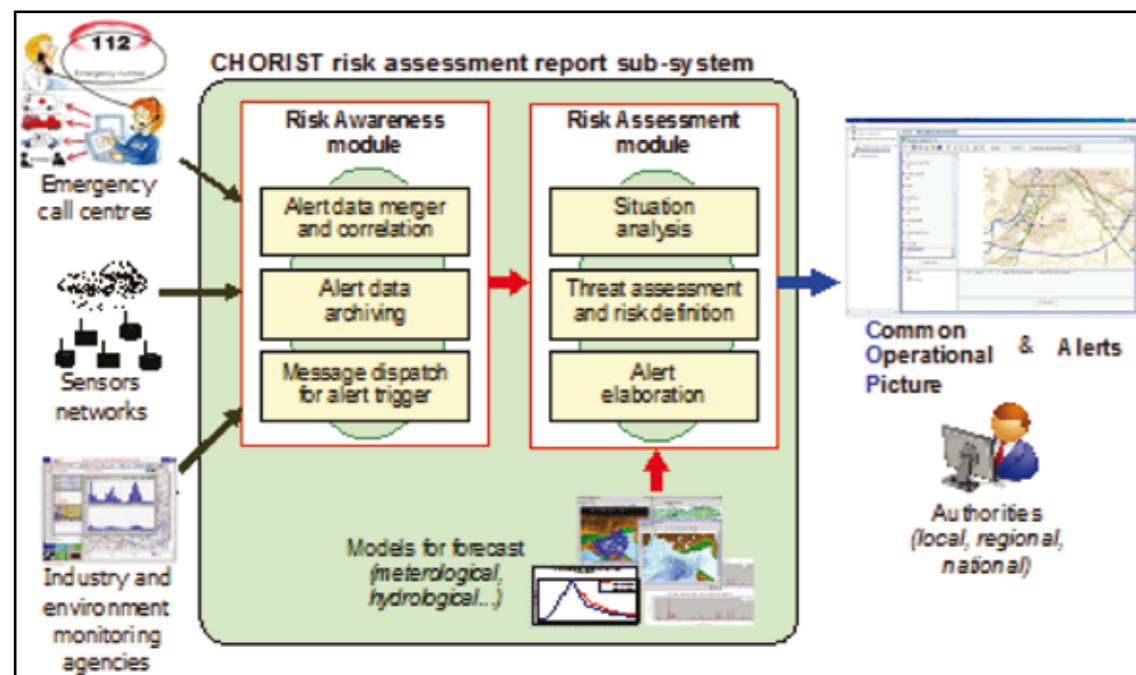 112
Emergency number
CHORIST risk assessment report sub-system
Emergency
call centres
Sensors
networks
Industry and
environment
monitoring
agencies
Risk Awareness
module
Alert data merger
and correlation
Alert data
archiving
Message dispatch
for alert trigger
Risk Assessment
module
Situation
analysis
Threat assessment
and risk definition
Alert
elaboration
Models for forecast
(meterological,
hydrological...)
Common
Operational
Picture
& Alerts
Authorities
(local, regional,
national)